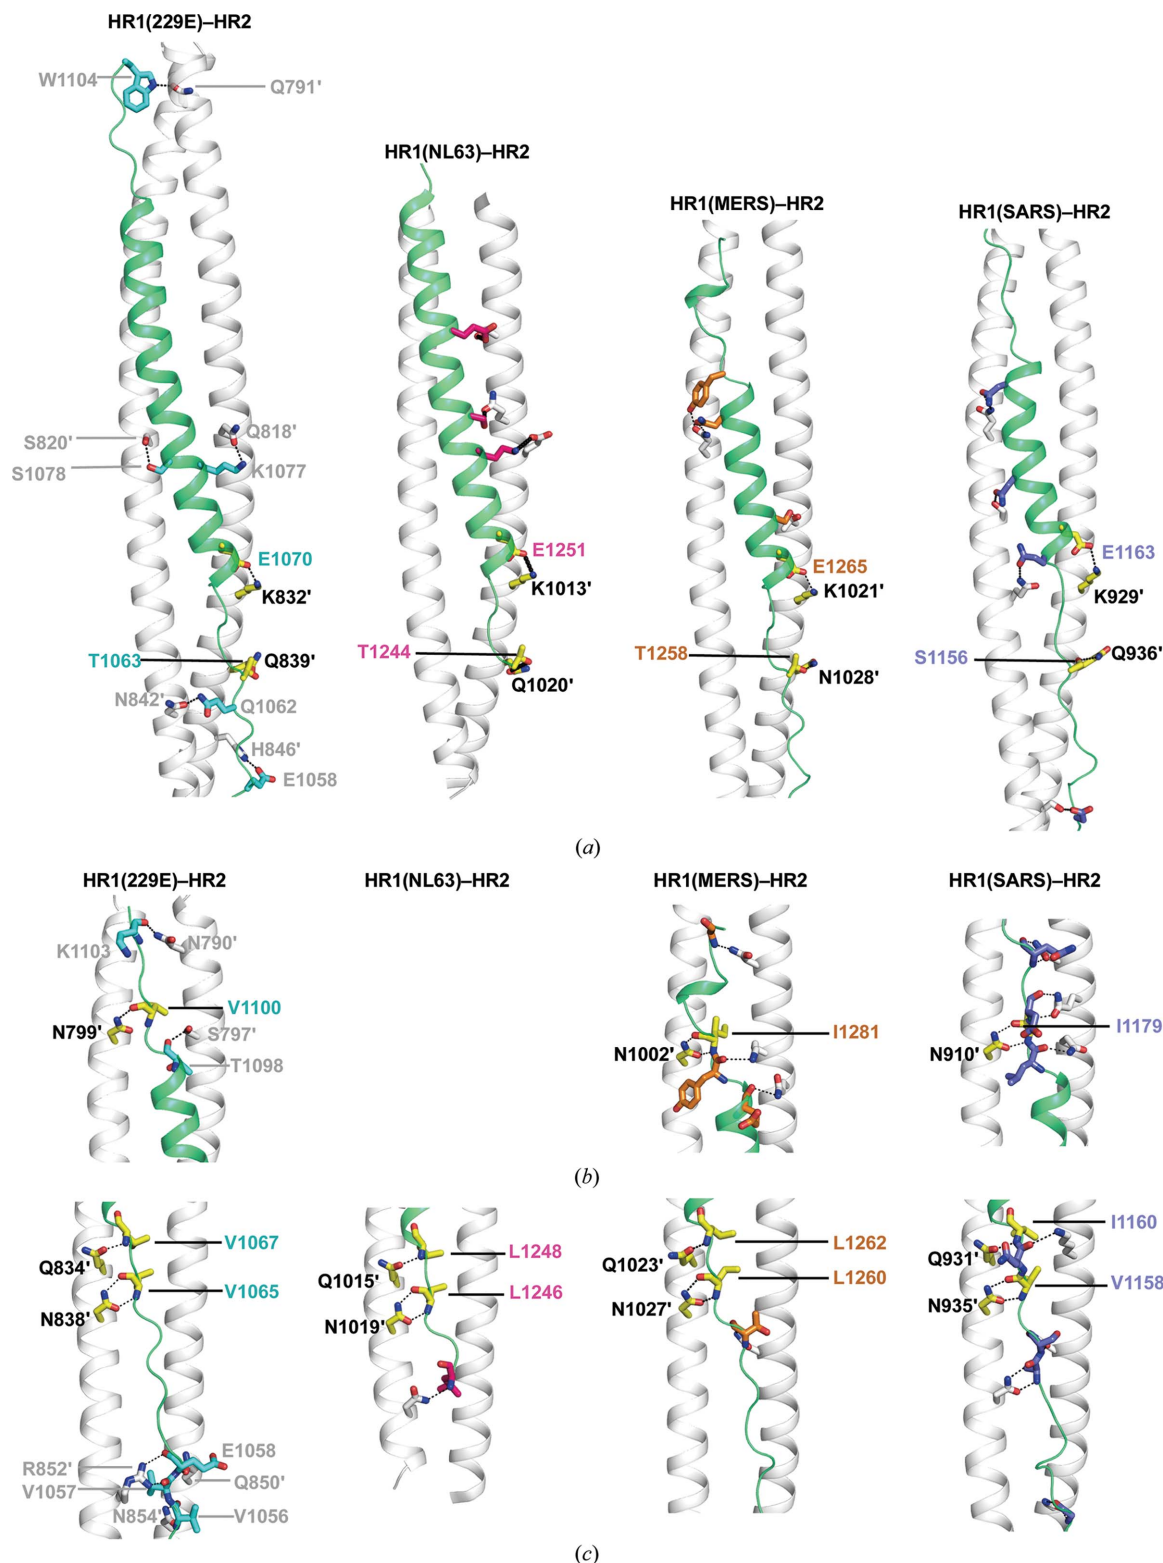 HR1(229E)–HR2
W1104
Q791'
HR1(NL63)–HR2
HR1(MERS)–HR2
HR1(SARS)–HR2
S820'
Q818'
S1078
K1077
E1070
K832'
E1251
K1013'
E1265
K1021'
E1163
K929'
T1063
Q839'
T1244
Q1020'
T1258
N1028'
S1156
Q936'
N842'
Q1062
H846'
E1058
(a)
HR1(229E)–HR2
HR1(NL63)–HR2
HR1(MERS)–HR2
HR1(SARS)–HR2
K1103
N790'
V1100
N799'
S797'
T1098
I1281
N1002'
I1179
N910'
(b)
V1067
Q834'
V1065
N838'
L1248
Q1015'
L1246
N1019'
L1262
Q1023'
L1260
N1027'
I1160
Q931'
V1158
N935'
E1058
R852'
Q850'
V1057
N854'
V1056
(c)